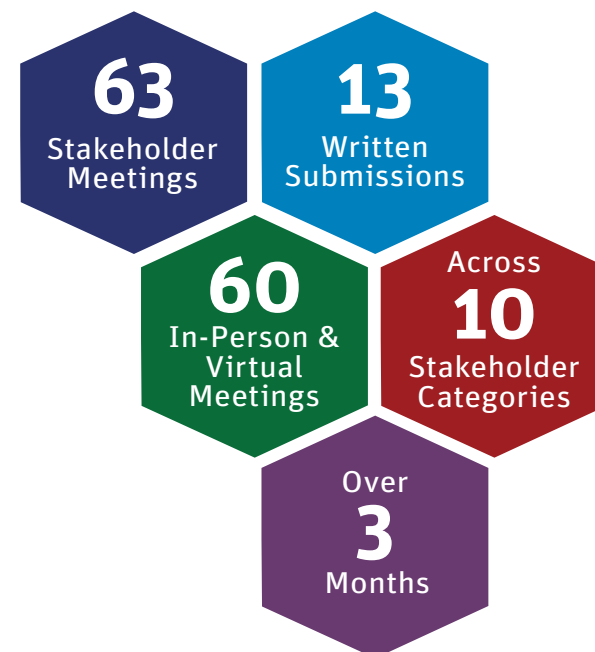 63
Stakeholder
Meetings
13
Written
Submissions
60
In-Person &
Virtual
Meetings
Across
10
Stakeholder
Categories
Over
3
Months